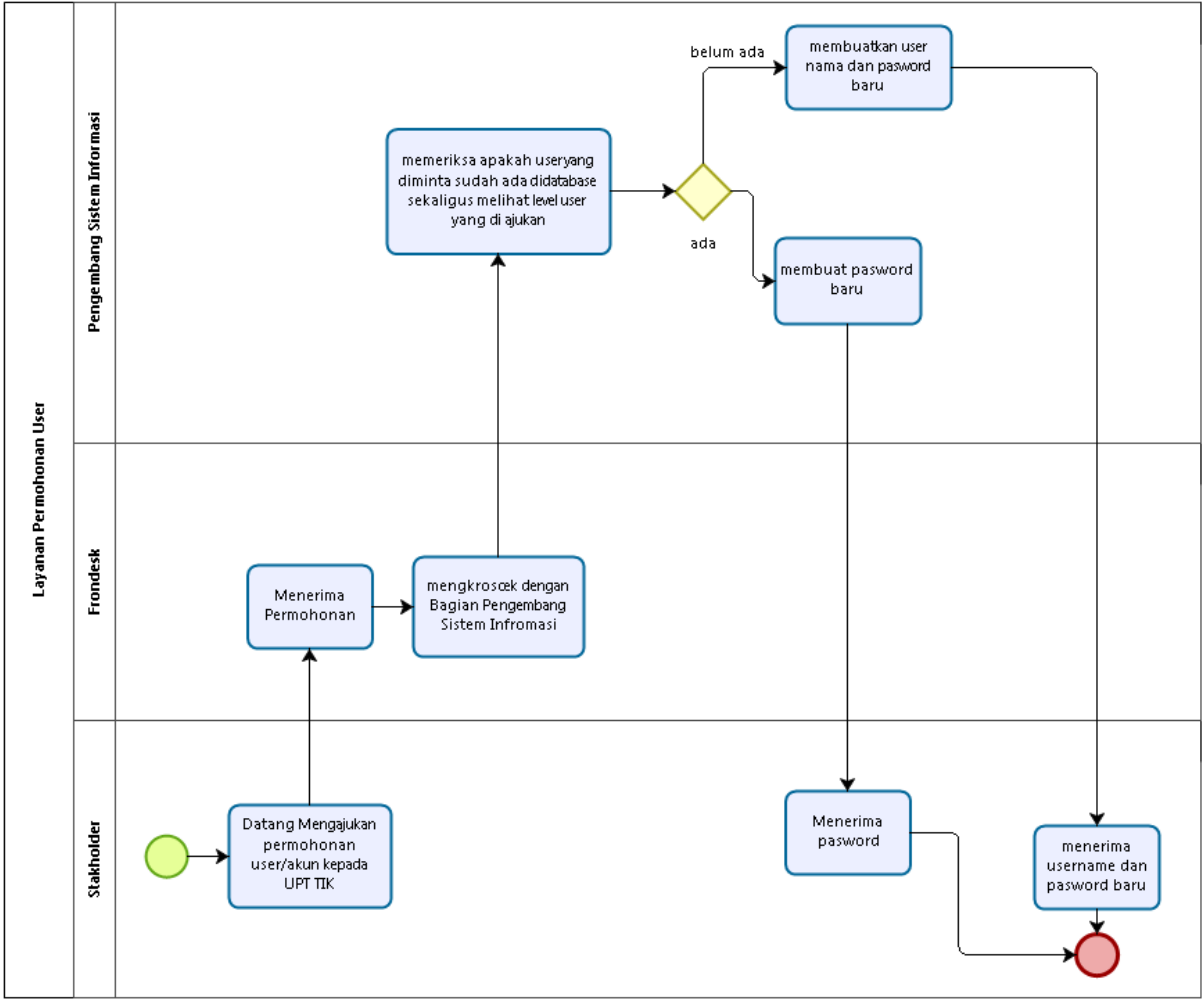 Layanan Permohonan User
Pengembang Sistem Informasi
memeriksa apakah useryang
diminta sudah ada didatabase
sekaligus melihat level user
yang di ajukan
belum ada
ada
membuatkan user
nama dan pasword
baru
membuat pasword
baru
Frondesk
Menerima
Permohonan
mengkroscek dengan
Bagian Pengembang
Sistem Infromasi
Stakholder
Datang Mengajukan
permohonan
user/akun kepada
UPT TIK
Menerima
pasword
menerima
username dan
pasword baru